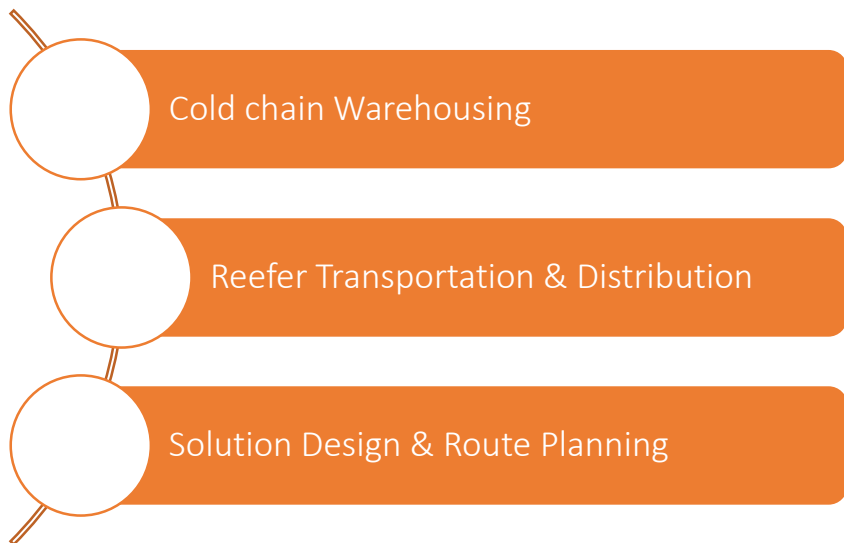 Cold chain Warehousing
Reefer Transportation & Distribution
Solution Design & Route Planning